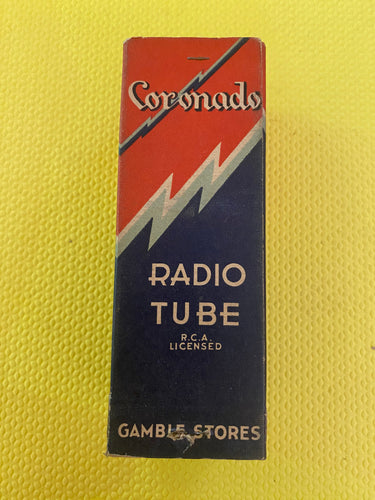 Coronado
RADIO
TUBE
R.C.A.
LICENSED
GAMBLE STORES